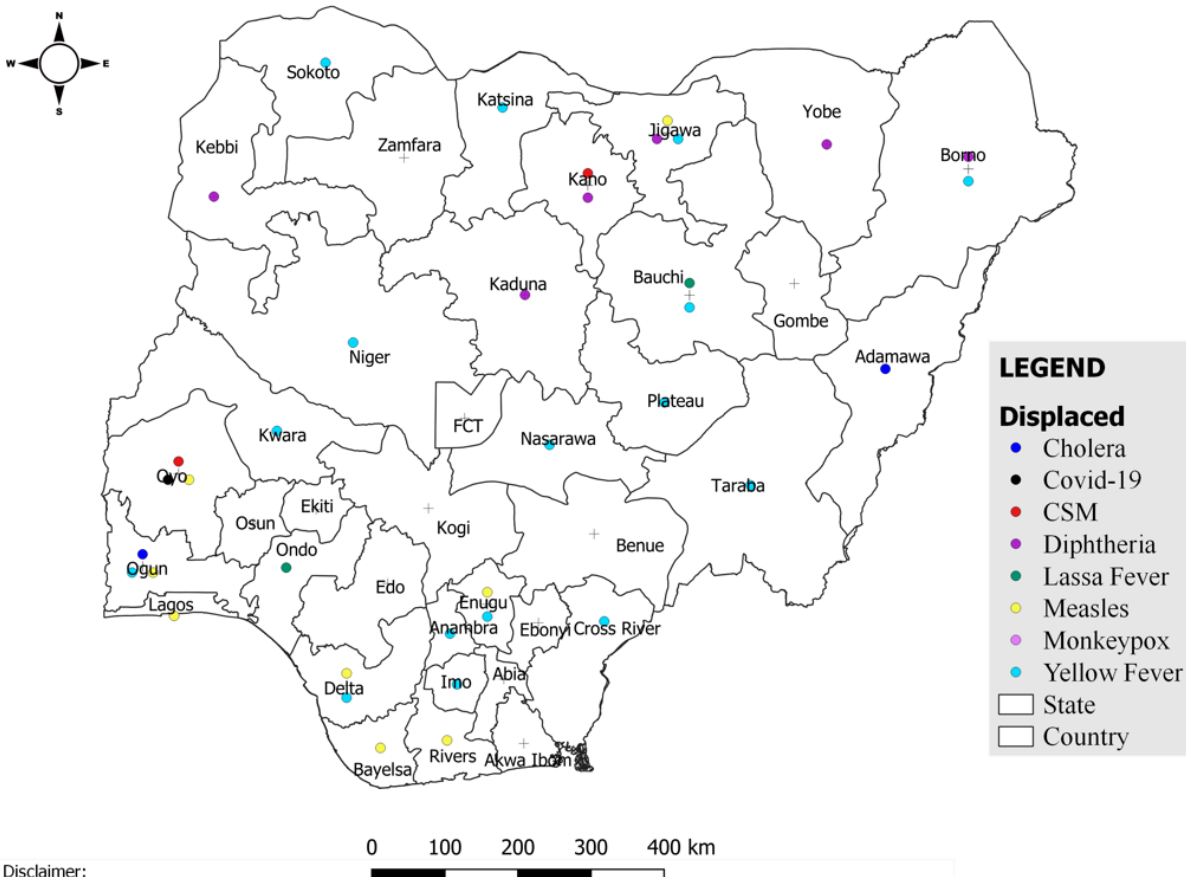 N
W
E
S
Sokoto
Katsina
Jigawa
Yobe
Kebbi
Zamfara
Borno
Kano
Kaduna
Bauchi
Gombe
Niger
Adamawa
Plateau
FCT
Kwara
Nasarawa
Taraba
Oyo
Ekiti
Osun
Kogi
Benue
Ondo
Ogun
Edo
Lagos
Enugu
Anambra
Ebonyi
Cross River
Delta
Imo
Abia
Bayelsa
Rivers
Akwa Ibom
LEGEND
Displaced
Cholera
Covid-19
CSM
Diphtheria
Lassa Fever
Measles
Monkeypox
Yellow Fever
State
Country
0 100 200 300 400 km
Disclaimer: